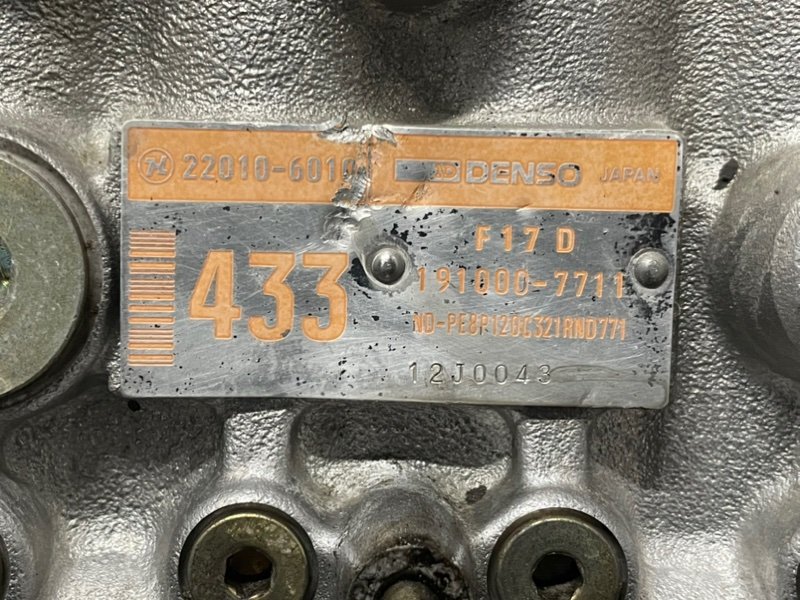 22010-6010 DENSO JAPAN
F17D
433
191000-7711
ND-PE8P120C321RND771
12J0043